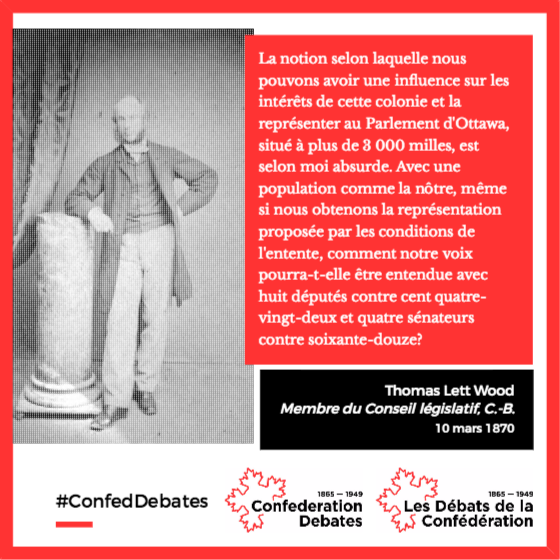 La notion selon laquelle nous
pouvons avoir une influence sur les
intérêts de cette colonie et la
représenter au Parlement d'Ottawa,
situé à plus de 3 000 milles, est
selon moi absurde. Avec une
population comme la nôtre, même
si nous obtenons la représentation
proposée par les conditions de
l'entente, comment notre voix
pourra-t-elle être entendue avec
huit députés contre cent quatre-
vingt-deux et quatre sénateurs
contre soixante-douze?
Thomas Lett Wood
Membre du Conseil législatif, C.-B.
10 mars 1870
#ConfedDebates
1865 — 1949
Confederation
Debates
1865 — 1949
Les Débats de la
Confédération